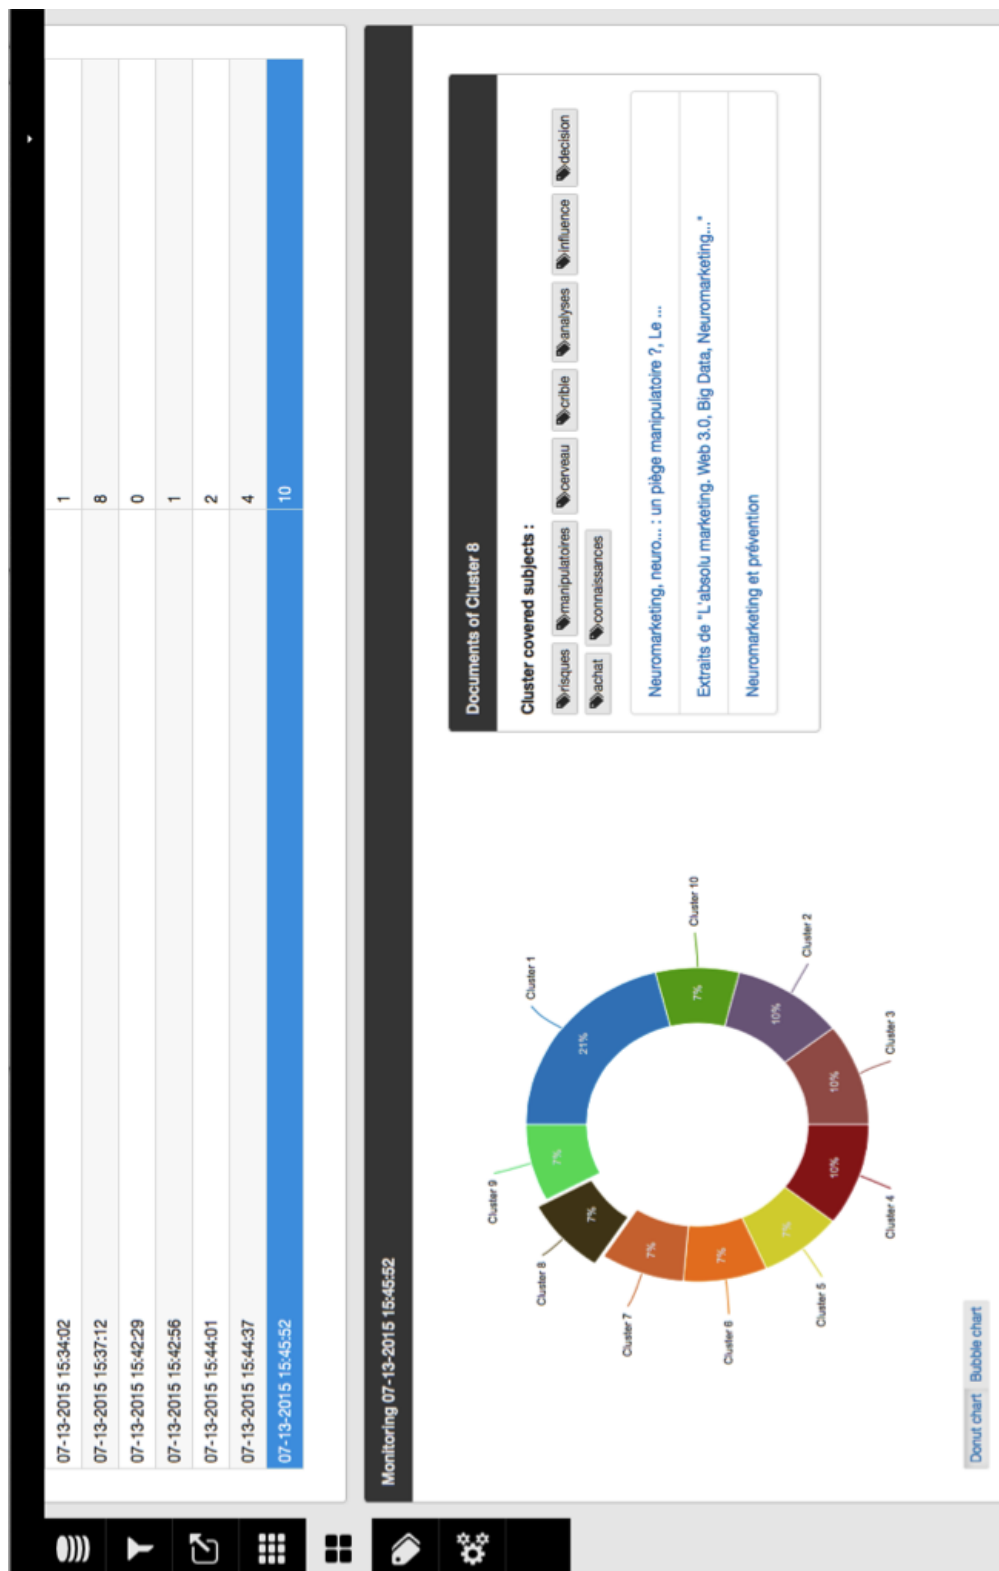 07-13-2015 15:34:02 1
07-13-2015 15:37:12 8
07-13-2015 15:42:29 0
07-13-2015 15:42:56 1
07-13-2015 15:44:01 2
07-13-2015 15:44:37 4
07-13-2015 15:45:52 10
Monitoring 07-13-2015 15:45:52
Cluster 1
21%
Cluster 10
7%
Cluster 2
10%
Cluster 3
10%
Cluster 4
10%
Cluster 5
7%
Cluster 6
7%
Cluster 7
7%
Cluster 8
7%
Cluster 9
7%
Donut chart Bubble chart
Documents of Cluster 8
Cluster covered subjects :
risques manipulatoires cerveau crible analyses influence decision
achat connaissances
Neuromarketing, neuro... : un piège manipulatoire ?, Le ...
Extraits de "L'absolu marketing. Web 3.0, Big Data, Neuromarketing..."
Neuromarketing et prévention